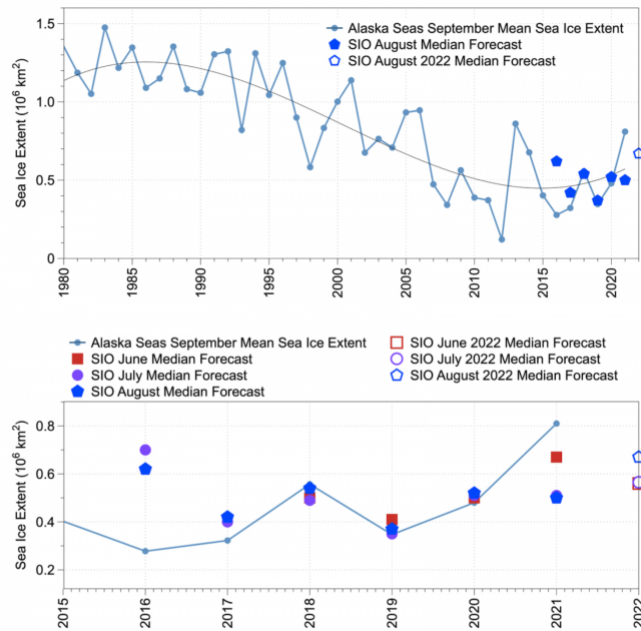 1.5
1.0
0.5
0
Sea Ice Extent (10⁶ km²)
Alaska Seas September Mean Sea Ice Extent
SIO August Median Forecast
SIO August 2022 Median Forecast
1980
1985
1990
1995
2000
2005
2010
2015
2020
Alaska Seas September Mean Sea Ice Extent
SIO June Median Forecast
SIO July Median Forecast
SIO August Median Forecast
SIO June 2022 Median Forecast
SIO July 2022 Median Forecast
SIO August 2022 Median Forecast
0.8
0.6
0.4
0.2
Sea Ice Extent (10⁶ km²)
2015
2016
2017
2018
2019
2020
2021
2022